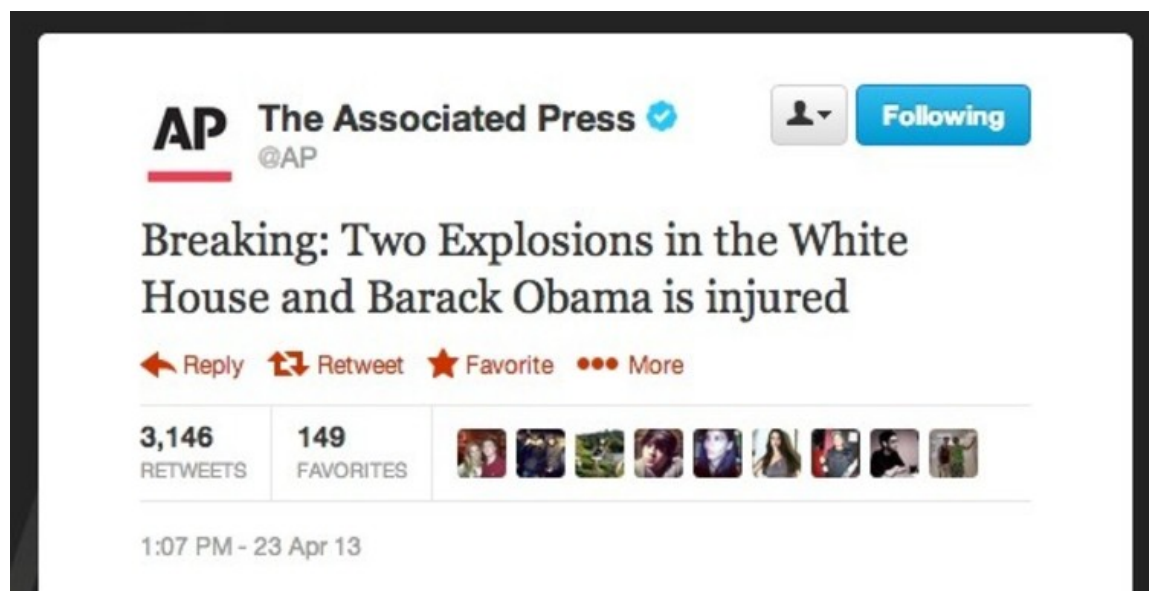 AP
The Associated Press
@AP
Following
Breaking: Two Explosions in the White
House and Barack Obama is injured
Reply Retweet Favorite More
3,146 149
RETWEETS FAVORITES
1:07 PM - 23 Apr 13